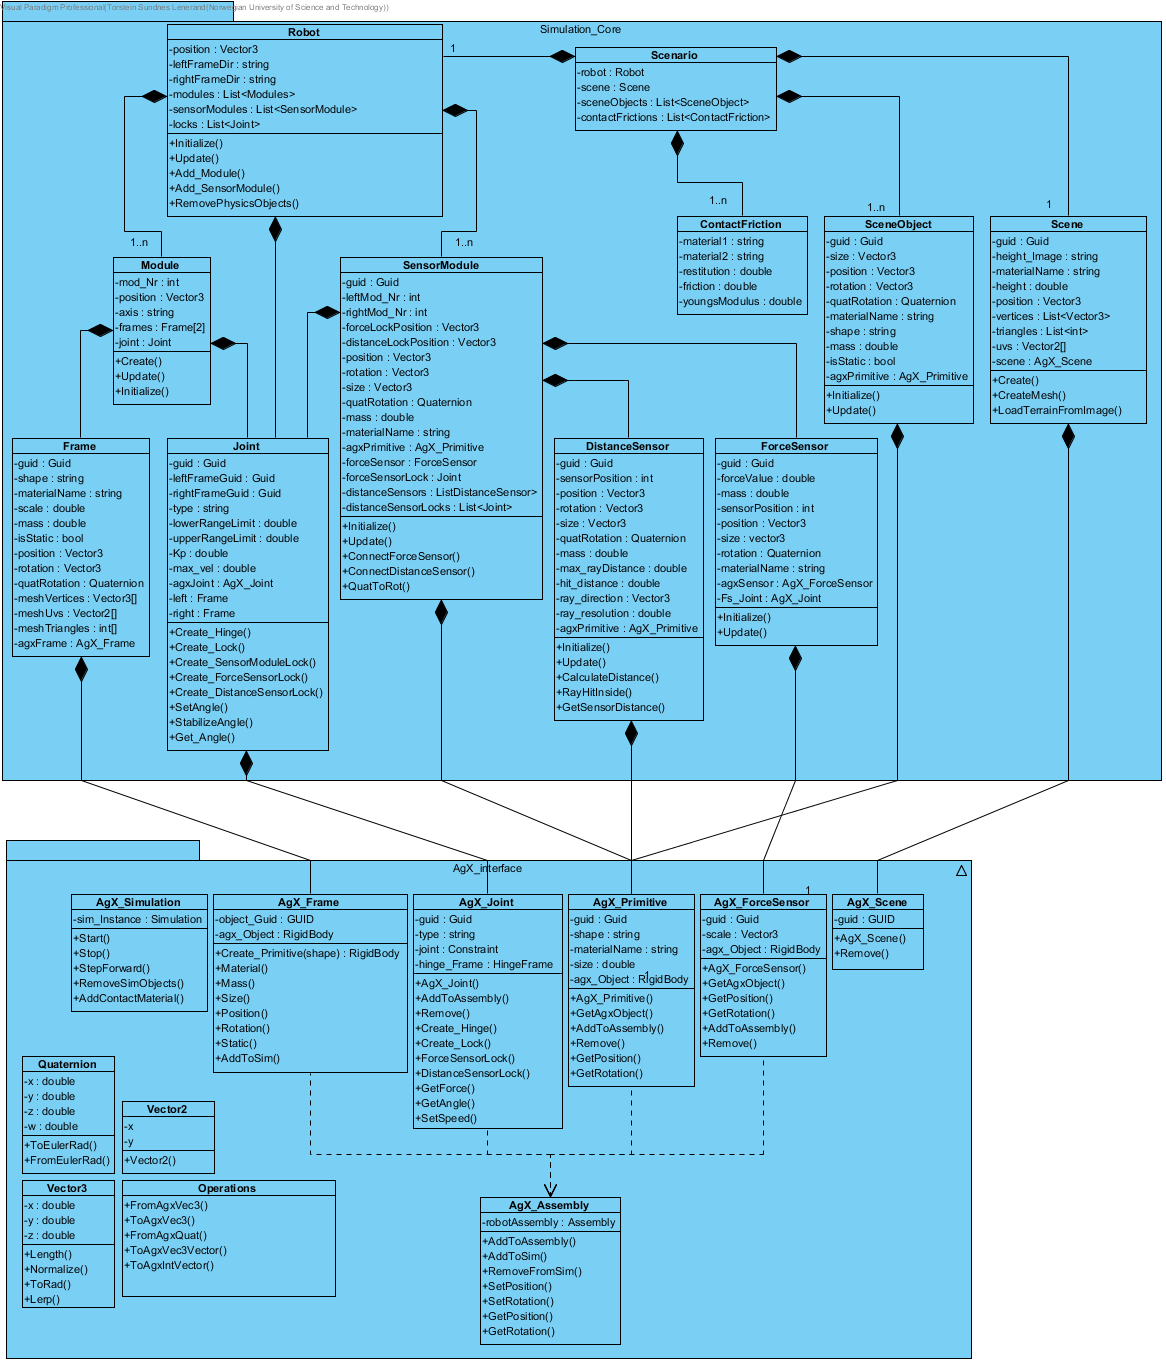 Visual Paradigm Professional(Torstein Sundnes Lenerand(Norwegian University of Science and Technology))
Simulation_Core
Robot
-position : Vector3
-leftFrameDir : string
-rightFrameDir : string
-modules : List<Modules>
-sensorModules : List<SensorModule>
-locks : List<Joint>
+Initialize()
+Update()
+Add_Module()
+Add_SensorModule()
+RemovePhysicsObjects()
1
Scenario
-robot : Robot
-scene : Scene
-sceneObjects : List<SceneObject>
-contactFrictions : List<ContactFriction>
1..n
1..n
1..n
1..n
1
Module
-mod_Nr : int
-position : Vector3
-axis : string
-frames : Frame[2]
-joint : Joint
+Create()
+Update()
+Initialize()
SensorModule
-guid : Guid
-leftMod_Nr : int
-rightMod_Nr : int
-forceLockPosition : Vector3
-distanceLockPosition : Vector3
-position : Vector3
-rotation : Vector3
-size : Vector3
-quatRotation : Quaternion
-mass : double
-materialName : string
-agxPrimitive : AgX_Primitive
-forceSensor : ForceSensor
-forceSensorLock : Joint
-distanceSensors : ListDistanceSensor>
-distanceSensorLocks : List<Joint>
+Initialize()
+Update()
+ConnectForceSensor()
+ConnectDistanceSensor()
+QuatToRot()
ContactFriction
-material1 : string
-material2 : string
-restitution : double
-friction : double
-youngsModulus : double
SceneObject
-guid : Guid
-size : Vector3
-position : Vector3
-rotation : Vector3
-quatRotation : Quaternion
-materialName : string
-shape : string
-mass : double
-isStatic : bool
-agxPrimitive : AgX_Primitive
+Initialize()
+Update()
Scene
-guid : Guid
-height_Image : string
-materialName : string
-height : double
-position : Vector3
-vertices : List<Vector3>
-triangles : List<int>
-uvs : Vector2[]
-scene : AgX_Scene
+Create()
+CreateMesh()
+LoadTerrainFromImage()
Frame
-guid : Guid
-shape : string
-materialName : string
-scale : double
-mass : double
-isStatic : bool
-position : Vector3
-rotation : Vector3
-quatRotation : Quaternion
-meshVertices : Vector3[]
-meshUvs : Vector2[]
-meshTriangles : int[]
-agxFrame : AgX_Frame
Joint
-guid : Guid
-leftFrameGuid : Guid
-rightFrameGuid : Guid
-type : string
-lowerRangeLimit : double
-upperRangeLimit : double
-Kp : double
-max_vel : double
-agxJoint : AgX_Joint
-left : Frame
-right : Frame
+Create_Hinge()
+Create_Lock()
+Create_SensorModuleLock()
+Create_ForceSensorLock()
+Create_DistanceSensorLock()
+SetAngle()
+StabilizeAngle()
+Get_Angle()
DistanceSensor
-guid : Guid
-sensorPosition : int
-position : Vector3
-rotation : Vector3
-size : Vector3
-quatRotation : Quaternion
-mass : double
-max_rayDistance : double
-hit_distance : double
-ray_direction : Vector3
-ray_resolution : double
-agxPrimitive : AgX_Primitive
+Initialize()
+Update()
+CalculateDistance()
+RayHitInside()
+GetSensorDistance()
ForceSensor
-guid : Guid
-forceValue : double
-mass : double
-sensorPosition : int
-position : Vector3
-size : vector3
-rotation : Quaternion
-materialName : string
-agxSensor : AgX_ForceSensor
-Fs_Joint : AgX_Joint
+Initialize()
+Update()
AgX_interface
AgX_Simulation
-sim_Instance : Simulation
+Start()
+Stop()
+StepForward()
+RemoveSimObjects()
+AddContactMaterial()
AgX_Frame
-object_Guid : GUID
-agx_Object : RigidBody
+Create_Primitive(shape) : RigidBody
+Material()
+Mass()
+Size()
+Position()
+Rotation()
+Static()
+AddToSim()
AgX_Joint
-guid : Guid
-type : string
-joint : Constraint
-hinge_Frame : HingeFrame
+AgX_Joint()
+AddToAssembly()
+Remove()
+Create_Hinge()
+Create_Lock()
+ForceSensorLock()
+DistanceSensorLock()
+GetForce()
+GetAngle()
+SetSpeed()
AgX_Primitive
-guid : Guid
-shape : string
-materialName : string
-size : double
1
-agx_Object : RigidBody
+AgX_Primitive()
+GetAgxObject()
+AddToAssembly()
+Remove()
+GetPosition()
+GetRotation()
1
AgX_ForceSensor
-guid : Guid
-scale : Vector3
-agx_Object : RigidBody
+AgX_ForceSensor()
+GetAgxObject()
+GetPosition()
+GetRotation()
+AddToAssembly()
+Remove()
AgX_Scene
-guid : GUID
+AgX_Scene()
+Remove()
Quaternion
-x : double
-y : double
-z : double
-w : double
+ToEulerRad()
+FromEulerRad()
Vector2
-x
-y
+Vector2()
Vector3
-x : double
-y : double
-z : double
+Length()
+Normalize()
+ToRad()
+Lerp()
Operations
+FromAgxVec3()
+ToAgxVec3()
+FromAgxQuat()
+ToAgxVec3Vector()
+ToAgxIntVector()
AgX_Assembly
-robotAssembly : Assembly
+AddToAssembly()
+AddToSim()
+RemoveFromSim()
+SetPosition()
+SetRotation()
+GetPosition()
+GetRotation()